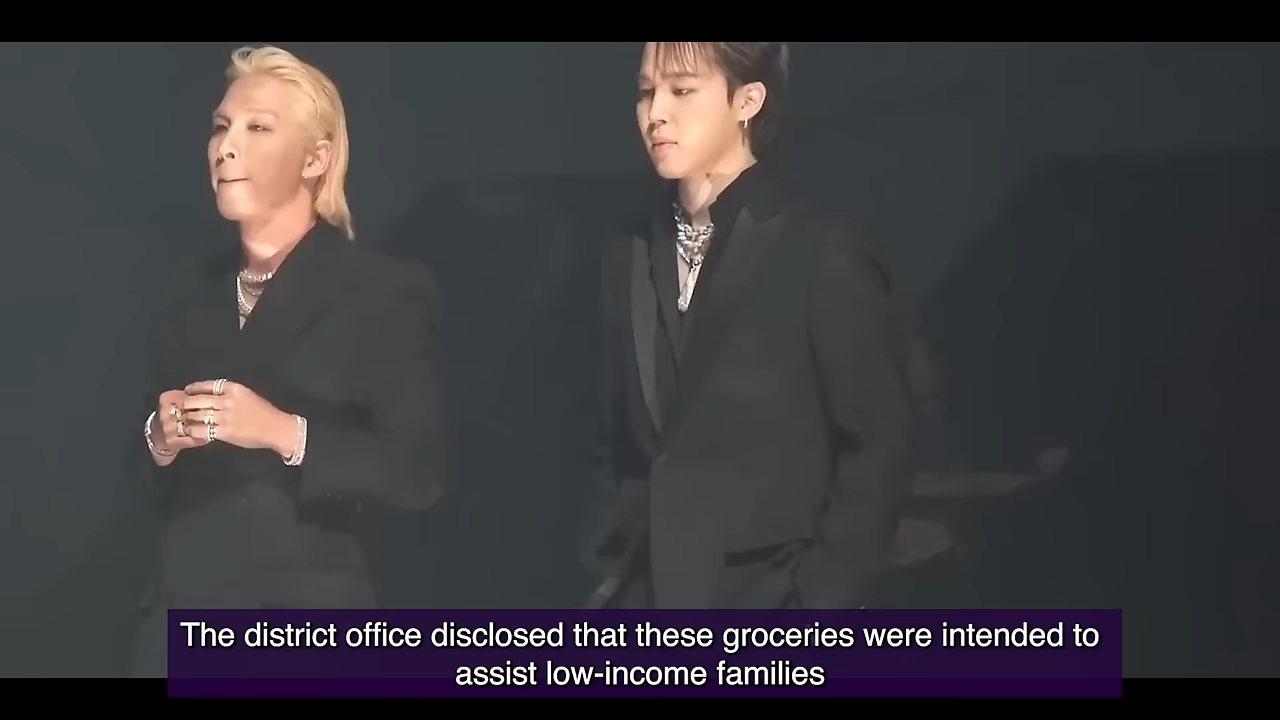 The district office disclosed that these groceries were intended to
assist low-income families